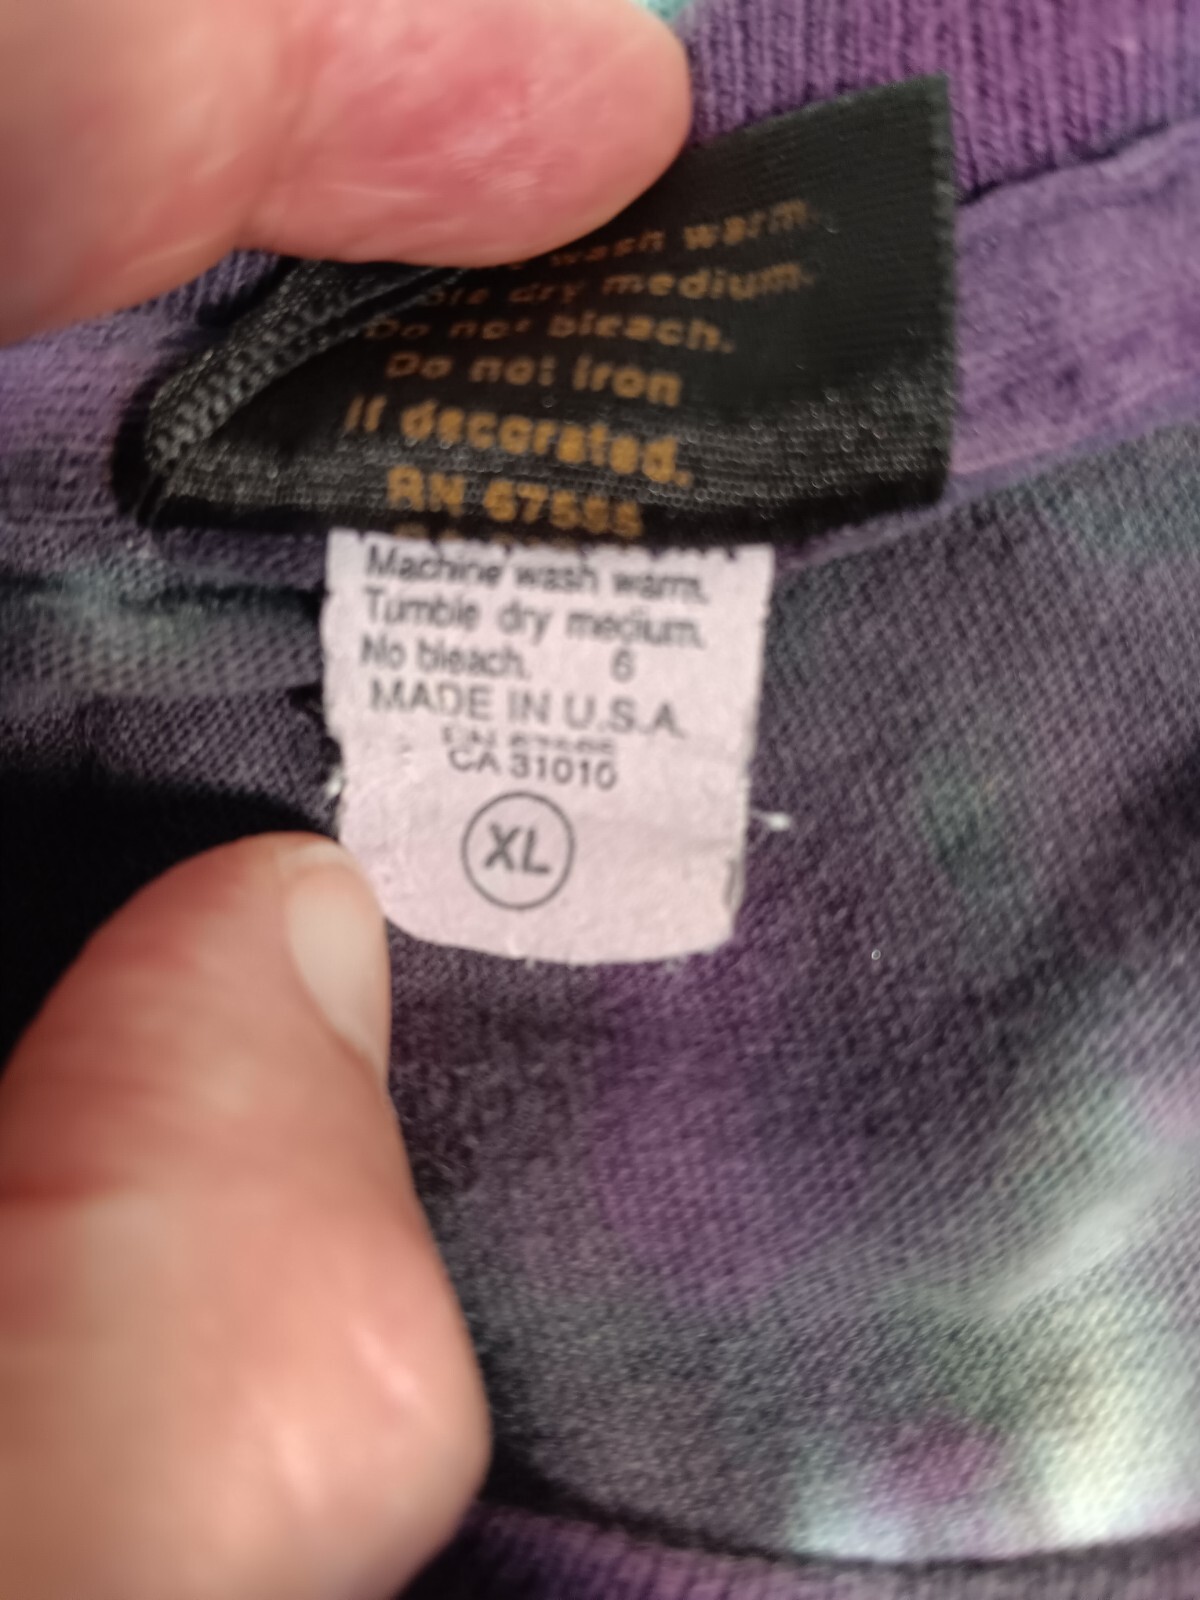 wash warm.
dry medium.
Do not bleach.
Do not iron
if decorated.
RN
Machine wash warm.
Tumble dry medium.
No bleach. 6
MADE IN U.S.A.
CA 31010
XL